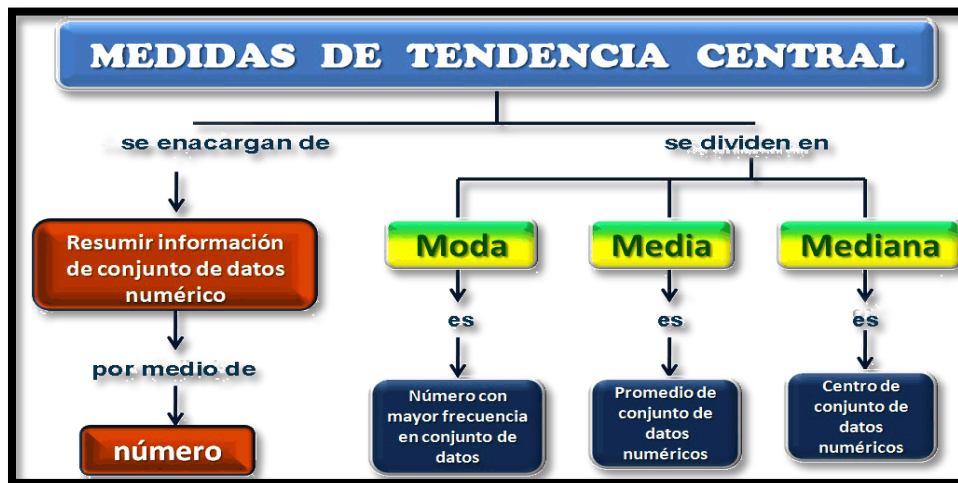 MEDIDAS DE TENDENCIA CENTRAL
se enacargan de
se dividen en
Resumir información
de conjunto de datos
numérico
por medio de
número
Moda
Media
Mediana
es
es
es
Número con
mayor frecuencia
en conjunto de
datos
Promedio de
conjunto de
datos
numéricos
Centro de
conjunto de
datos
numéricos